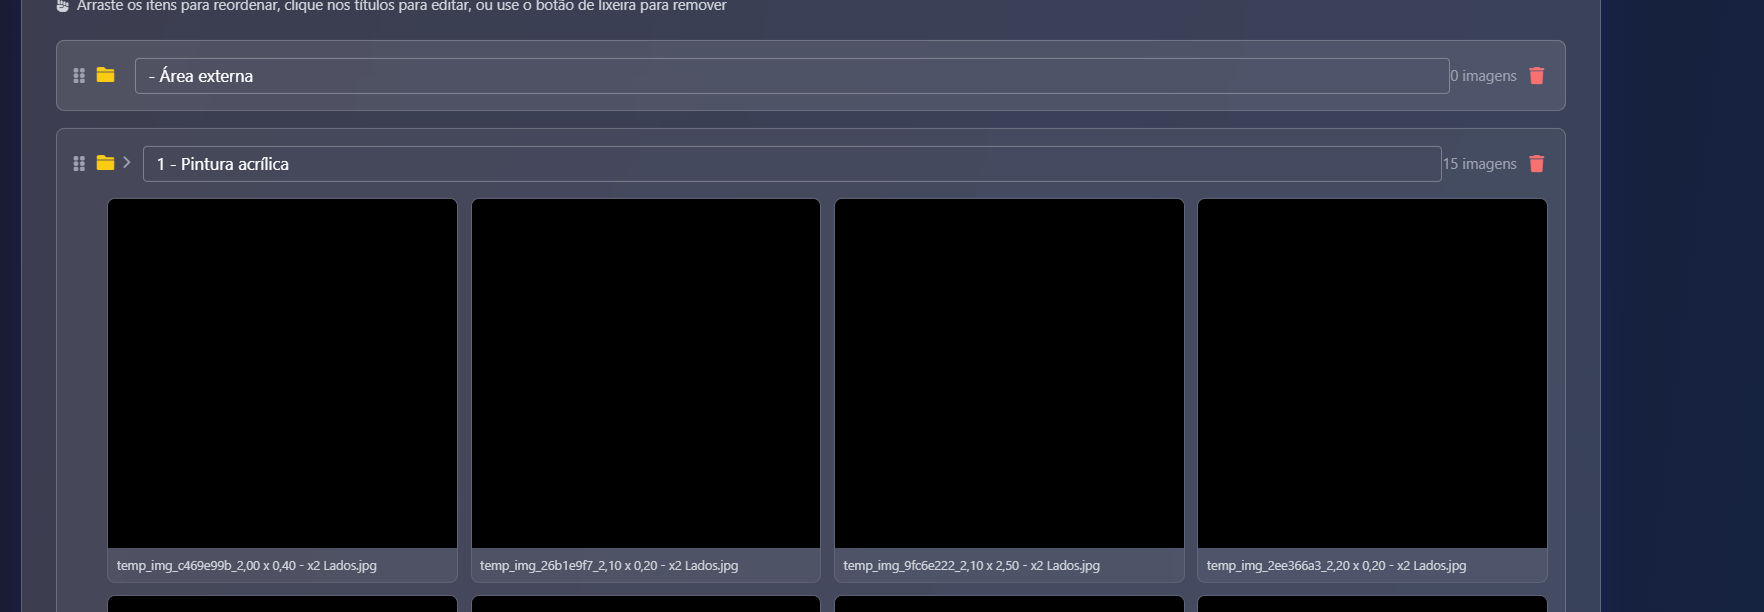 Arraste os itens para reordenar, clique nos títulos para editar, ou use o botão de lixeira para remover
- Área externa
0 imagens
1 - Pintura acrílica
15 imagens
temp_img_c469e99b_2,00 x 0,40 - x2 Lados.jpg
temp_img_26b1e9f7_2,10 x 0,20 - x2 Lados.jpg
temp_img_9fc6e222_2,10 x 2,50 - x2 Lados.jpg
temp_img_2ee366a3_2,20 x 0,20 - x2 Lados.jpg